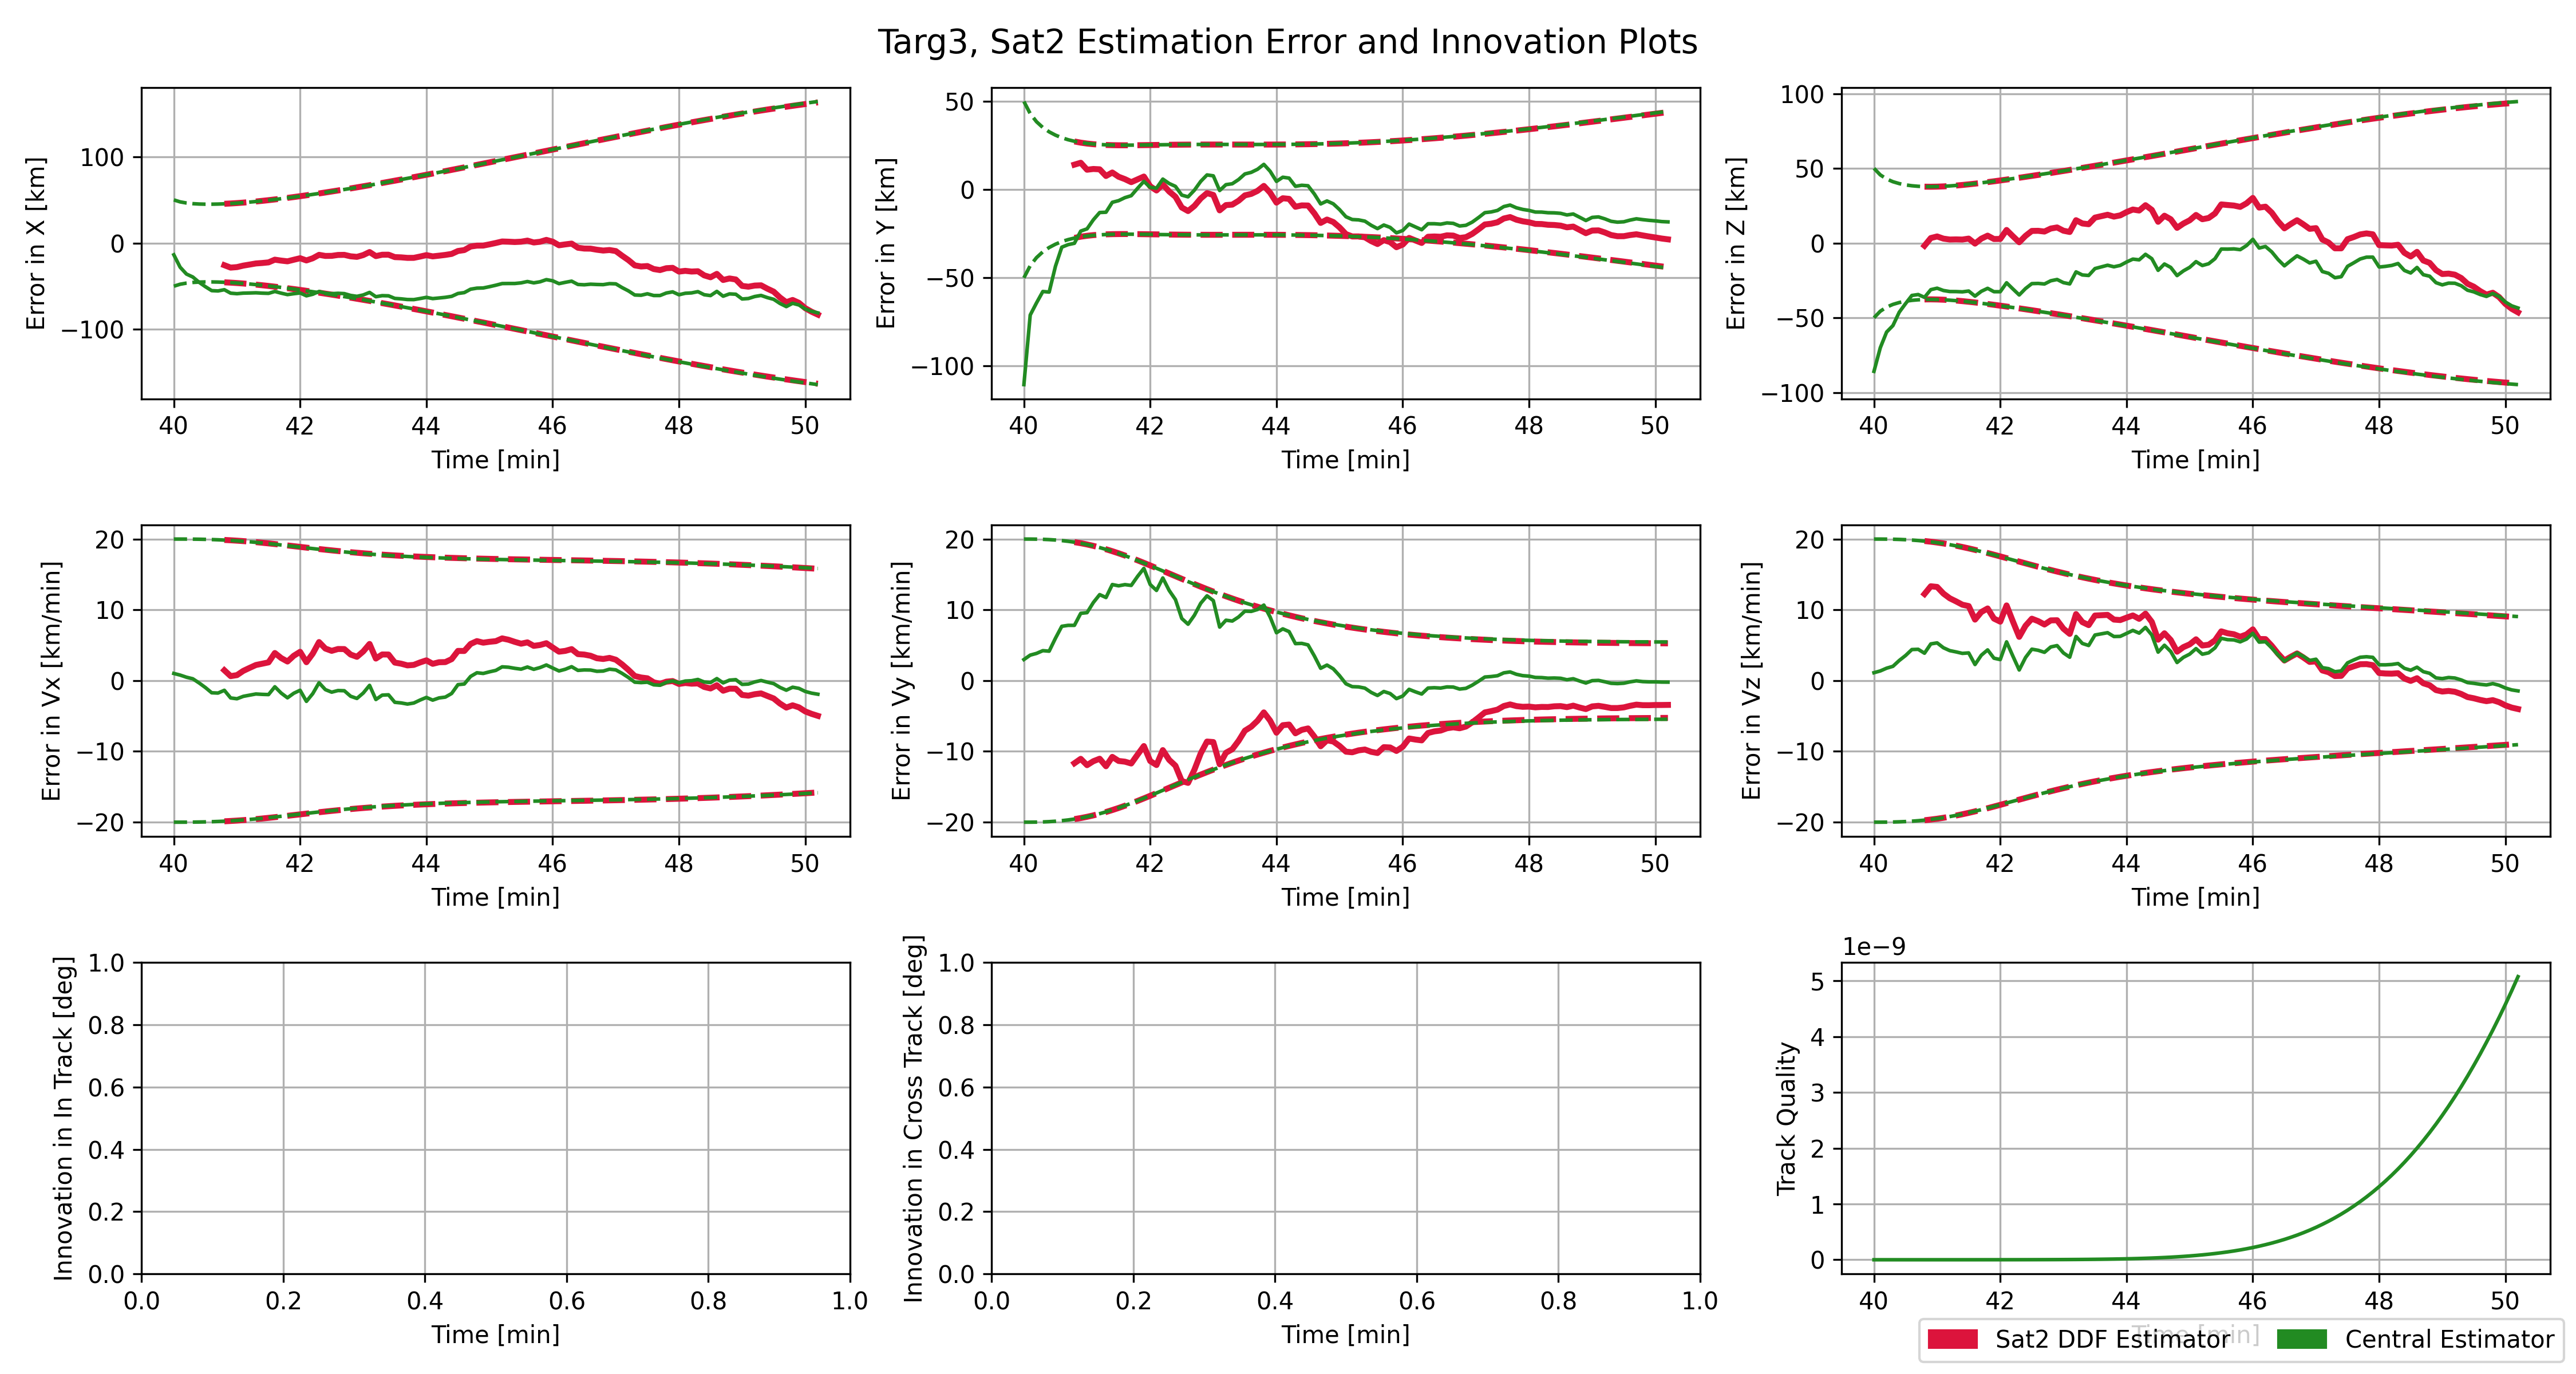 Targ3, Sat2 Estimation Error and Innovation Plots
Error in X [km]
100
0
−100
40 42 44 46 48 50
Time [min]
Error in Y [km]
50
0
−50
−100
40 42 44 46 48 50
Time [min]
Error in Z [km]
100
50
0
−50
−100
40 42 44 46 48 50
Time [min]
Error in Vx [km/min]
20
10
0
−10
−20
40 42 44 46 48 50
Time [min]
Error in Vy [km/min]
20
10
0
−10
−20
40 42 44 46 48 50
Time [min]
Error in Vz [km/min]
20
10
0
−10
−20
40 42 44 46 48 50
Time [min]
Innovation in In Track [deg]
1.0
0.8
0.6
0.4
0.2
0.0
0.0 0.2 0.4 0.6 0.8 1.0
Time [min]
Innovation in Cross Track [deg]
1.0
0.8
0.6
0.4
0.2
0.0
0.0 0.2 0.4 0.6 0.8 1.0
Time [min]
1e−9
Track Quality
5
4
3
2
1
0
40 42 44 46 48 50
Time [min]
Sat2 DDF Estimator
Central Estimator